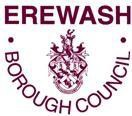 EREWASH
• BOROUGH COUNCIL •